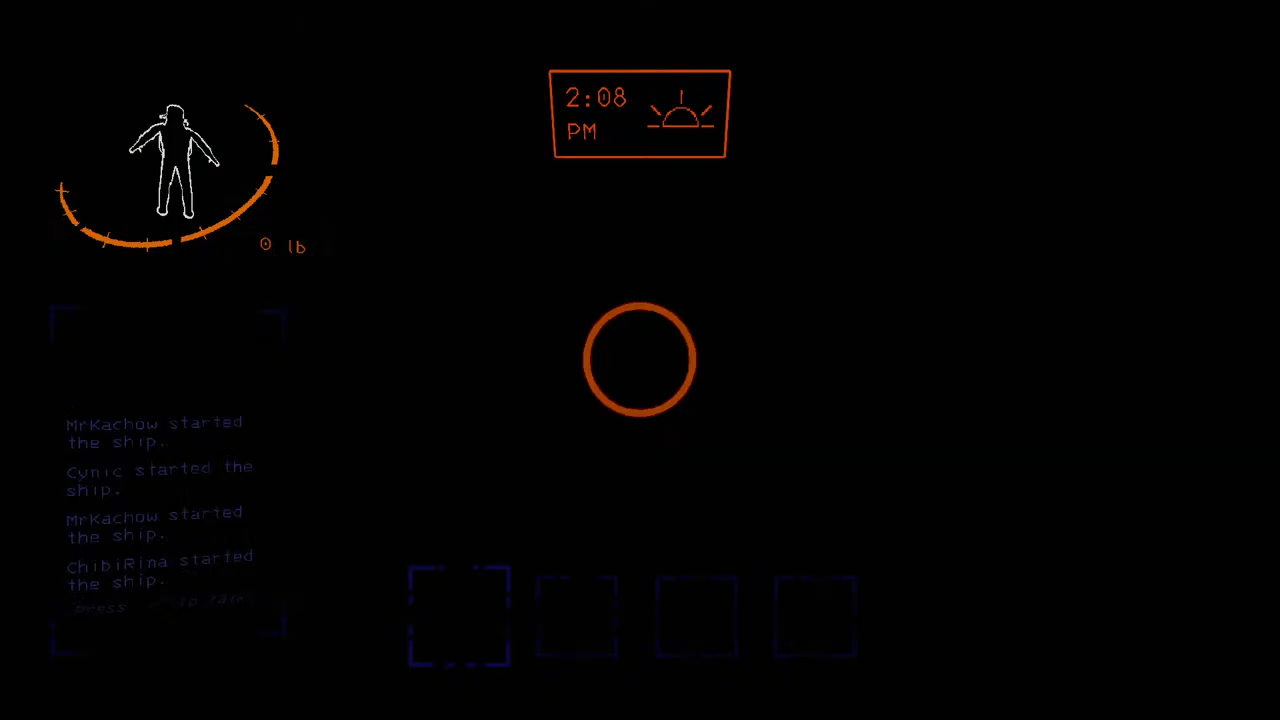 2:08
PM
0 lb
MrKachow started
the ship.
Cynic started the
ship.
MrKachow started
the ship.
ChibiRina started
the ship.
Press